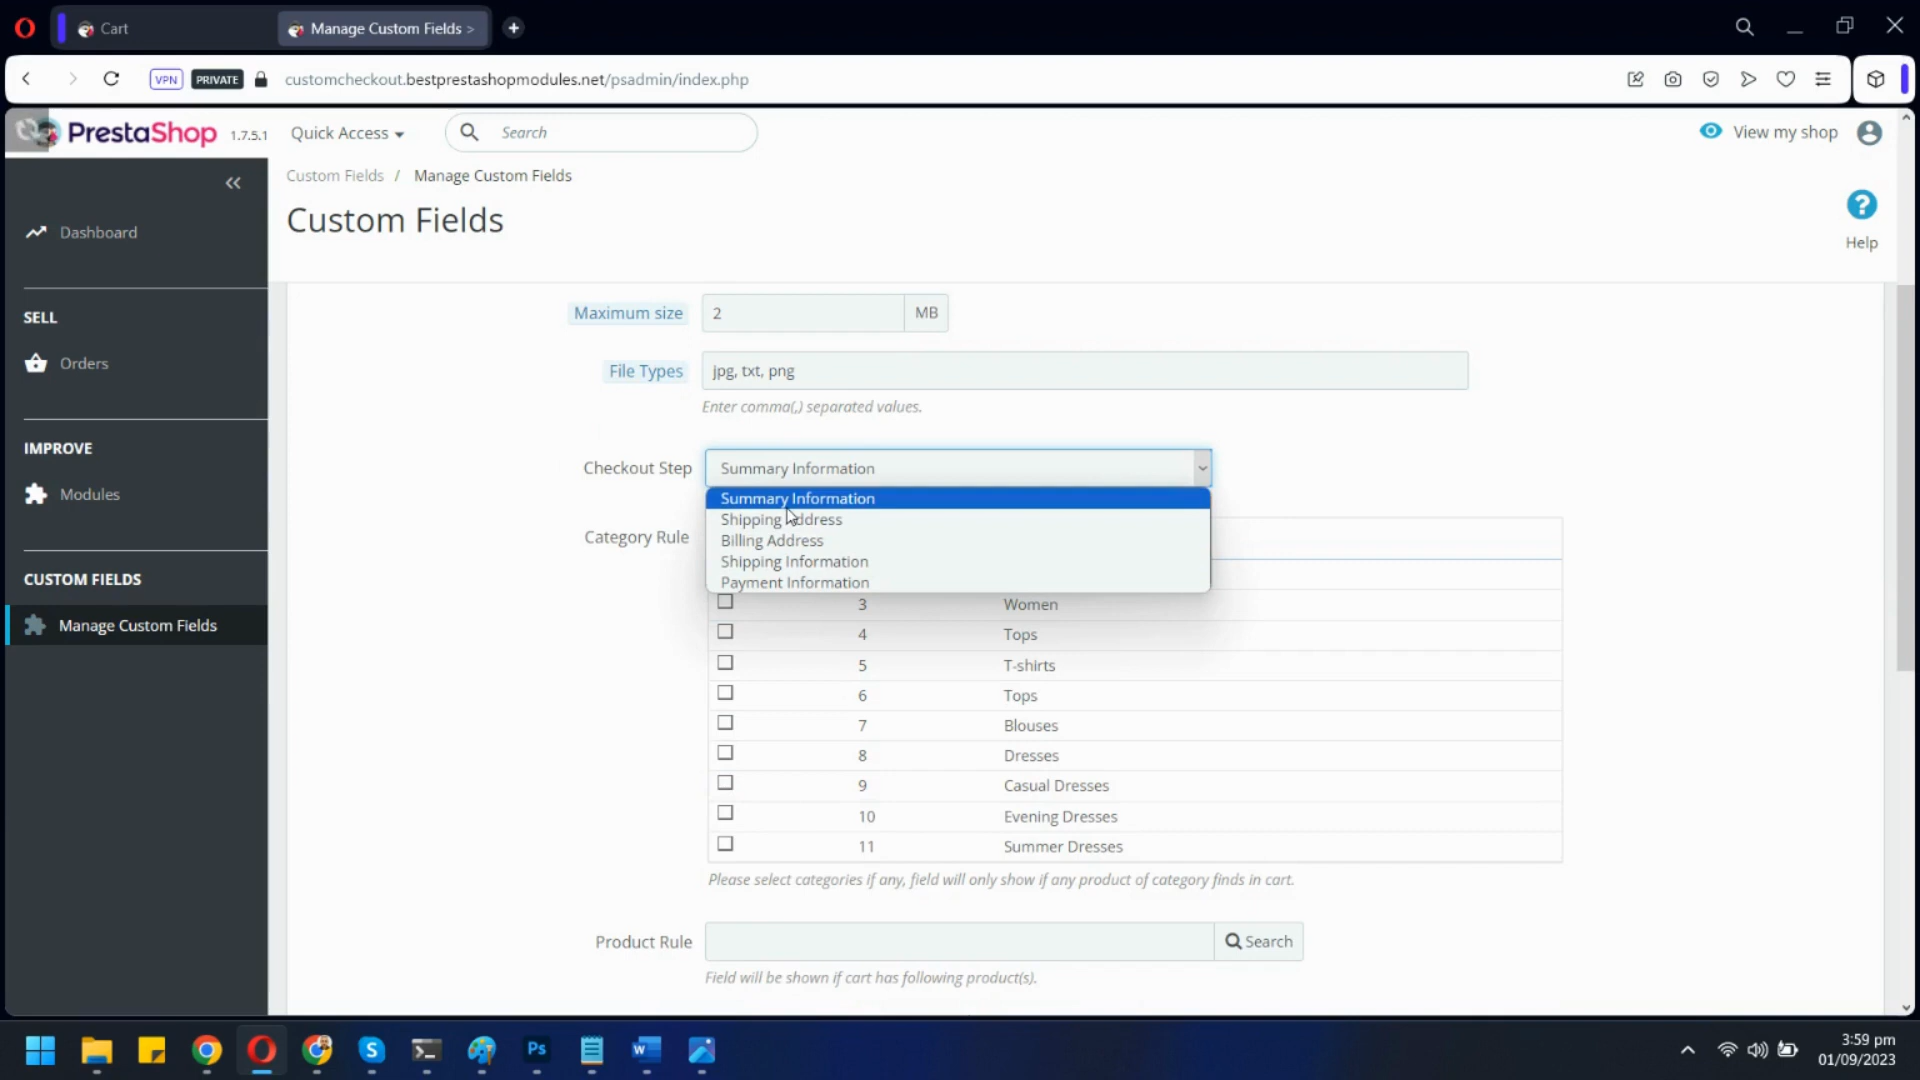 Cart
Manage Custom Fields >
VPN
PRIVATE
customcheckout.bestprestashopmodules.net/psadmin/index.php
PrestaShop
1.7.5.1
Quick Access
Search
View my shop
Custom Fields / Manage Custom Fields
Custom Fields
Help
Dashboard
SELL
Orders
IMPROVE
Modules
CUSTOM FIELDS
Manage Custom Fields
Maximum size
2
MB
File Types
jpg, txt, png
Enter comma(,) separated values.
Checkout Step
Summary Information
Summary Information
Shipping Address
Billing Address
Shipping Information
Payment Information
Category Rule
3 Women
4 Tops
5 T-shirts
6 Tops
7 Blouses
8 Dresses
9 Casual Dresses
10 Evening Dresses
11 Summer Dresses
Please select categories if any, field will only show if any product of category finds in cart.
Product Rule
Search
Field will be shown if cart has following product(s).
Ps
W
3:59 pm
01/09/2023